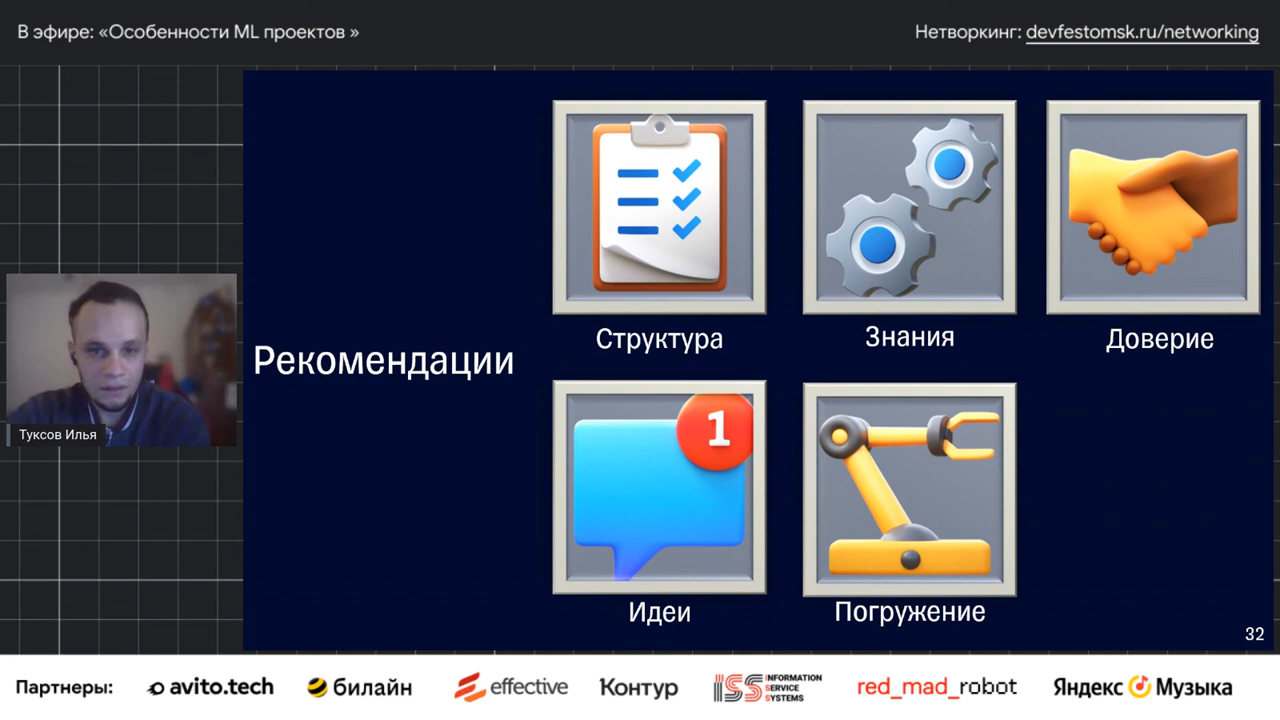 В эфире: «Особенности ML проектов »
Нетворкинг: devfestomsk.ru/networking
Рекомендации
Структура
Знания
Доверие
1
Идеи
Погружение
32
Туксов Илья
Партнеры:
avito.tech
билайн
effective
Контур
ISS INFORMATION SERVICE SYSTEMS
red_mad_robot
Яндекс Музыка